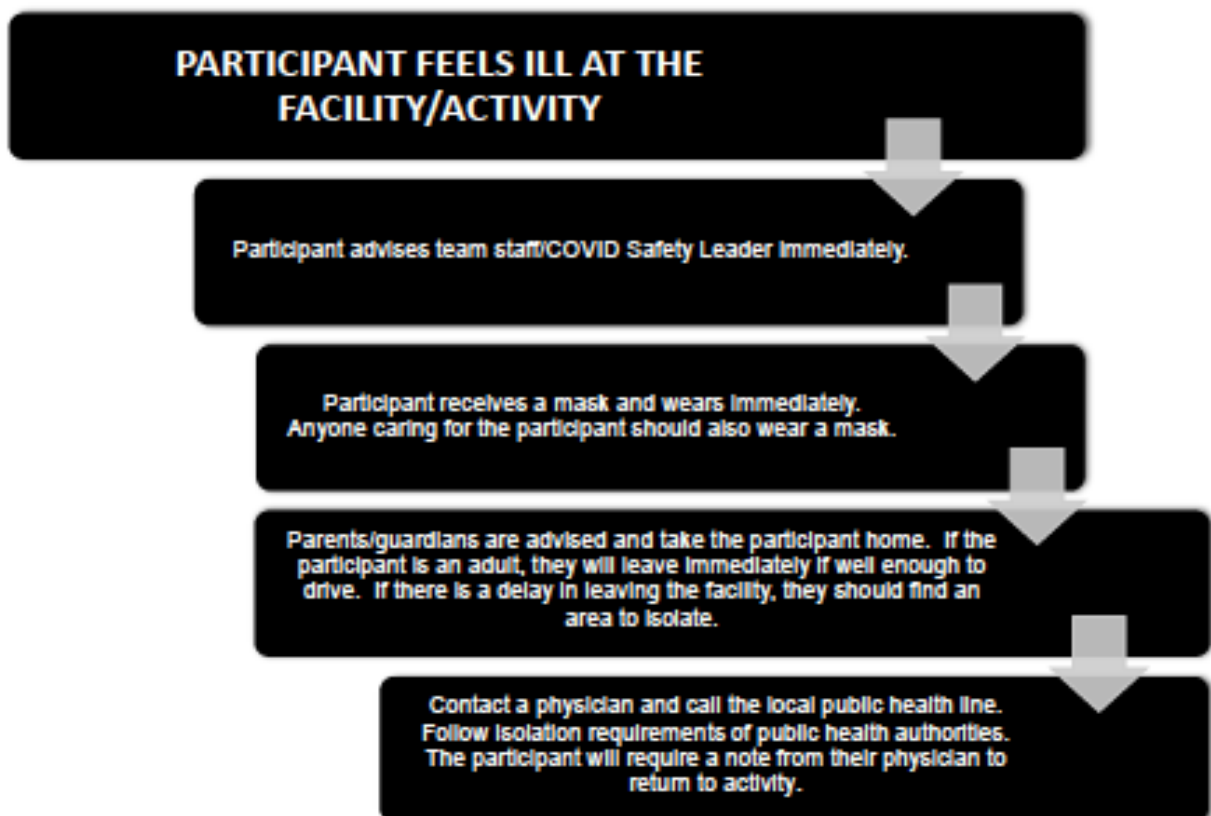 PARTICIPANT FEELS ILL AT THE
FACILITY/ACTIVITY
Participant advises team staff/COVID Safety Leader immediately.
Participant receives a mask and wears immediately.
Anyone caring for the participant should also wear a mask.
Parents/guardians are advised and take the participant home.  If the
participant is an adult, they will leave immediately if well enough to
drive.  If there is a delay in leaving the facility, they should find an
area to isolate.
Contact a physician and call the local public health line.
Follow isolation requirements of public health authorities.
The participant will require a note from their physician to
return to activity.